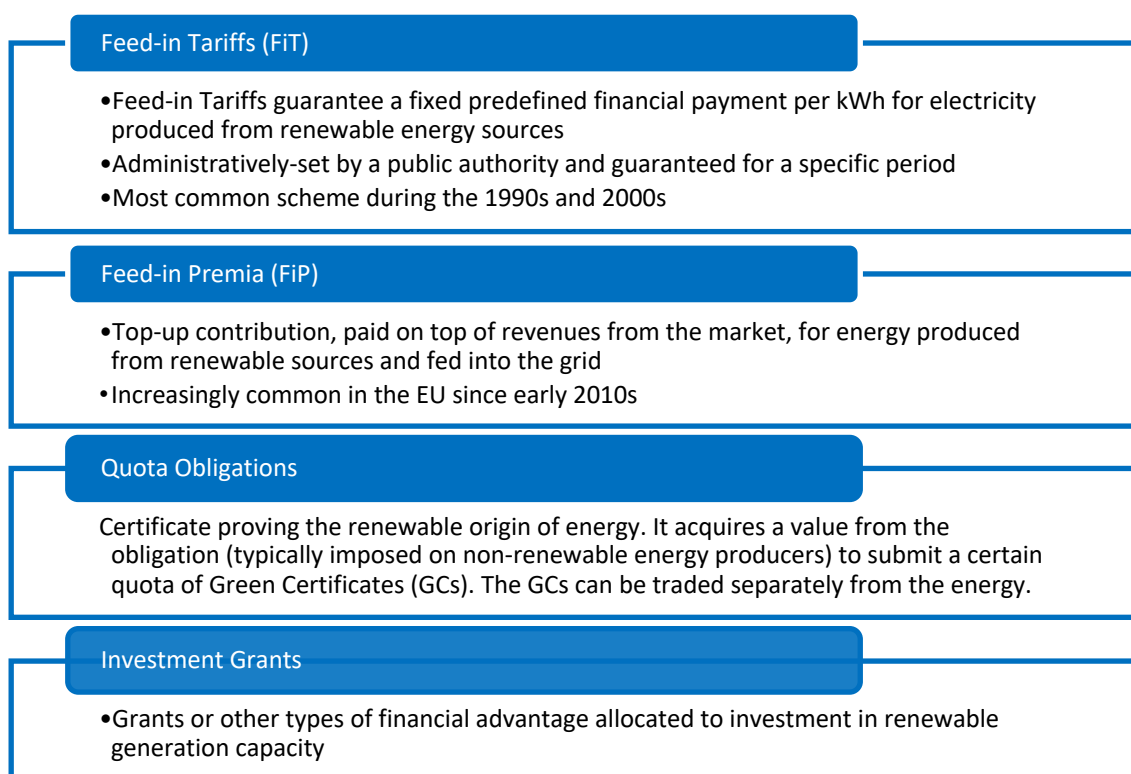 Feed-in Tariffs (FiT)
•Feed-in Tariffs guarantee a fixed predefined financial payment per kWh for electricity
produced from renewable energy sources
•Administratively-set by a public authority and guaranteed for a specific period
•Most common scheme during the 1990s and 2000s
Feed-in Premia (FiP)
•Top-up contribution, paid on top of revenues from the market, for energy produced
from renewable sources and fed into the grid
•Increasingly common in the EU since early 2010s
Quota Obligations
Certificate proving the renewable origin of energy. It acquires a value from the
obligation (typically imposed on non-renewable energy producers) to submit a certain
quota of Green Certificates (GCs). The GCs can be traded separately from the energy.
Investment Grants
•Grants or other types of financial advantage allocated to investment in renewable
generation capacity